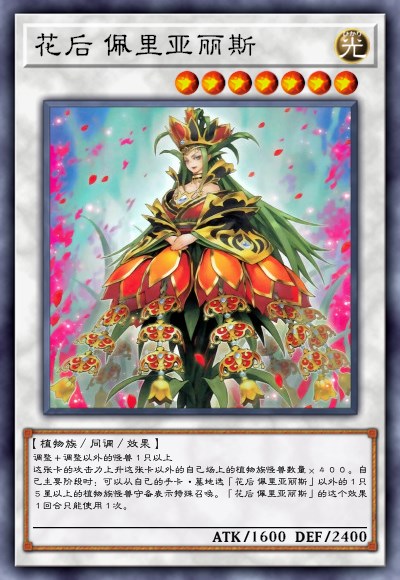 花后 佩里亚丽斯
ひかり
光
【植物族／同调／效果】
调整＋调整以外的怪兽１只以上
这张卡的攻击力上升这张卡以外的自己场上的植物族怪兽数量×４００。自
己主要阶段时，可以从自己的手卡・墓地选「花后 佩里亚丽斯」以外的１只
５星以上的植物族怪兽守备表示特殊召唤。「花后 佩里亚丽斯」的这个效果
１回合只能使用１次。
ATK/1600 DEF/2400